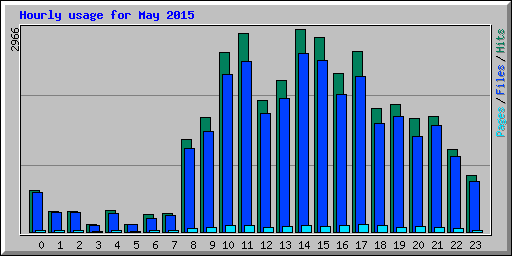 Hourly usage for May 2015
2966
Pages/Files/Hits
0 1 2 3 4 5 6 7 8 9 10 11 12 13 14 15 16 17 18 19 20 21 22 23